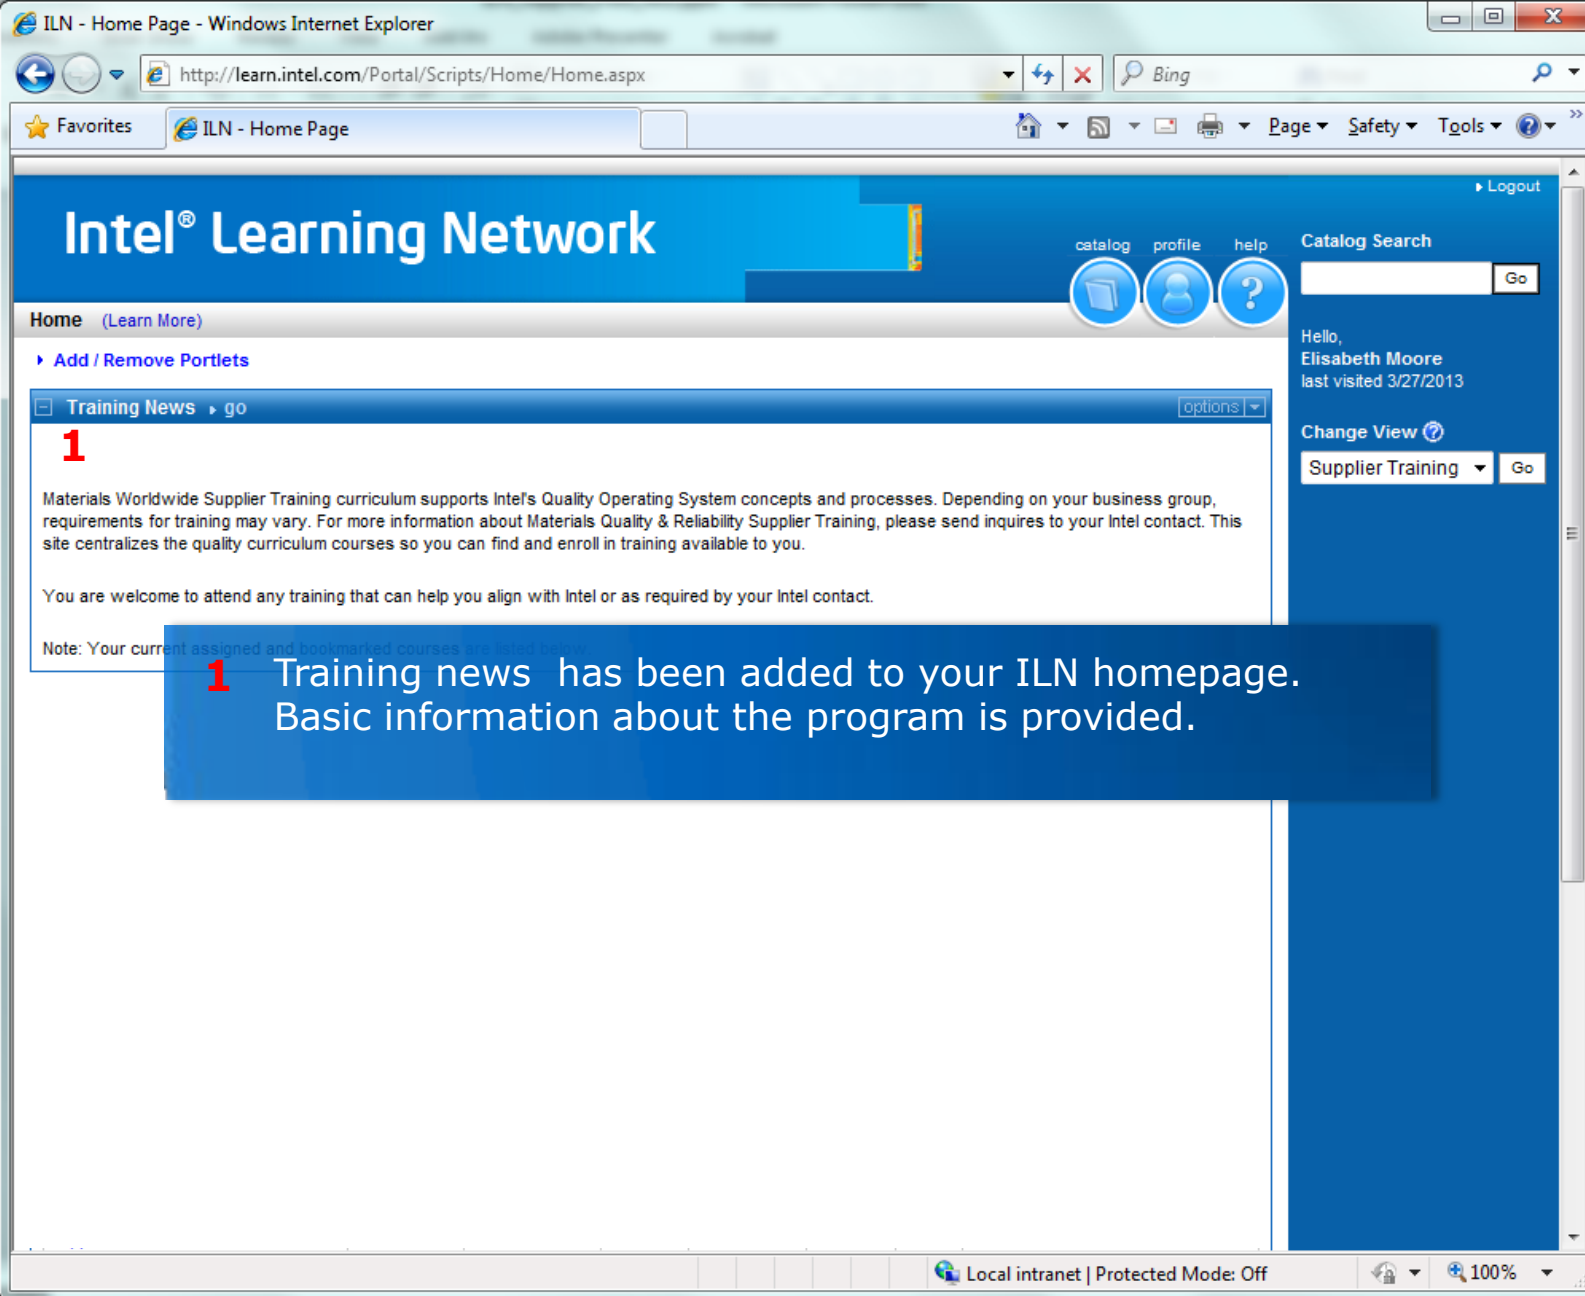 ILN - Home Page - Windows Internet Explorer
http://learn.intel.com/Portal/Scripts/Home/Home.aspx
Bing
Favorites
ILN - Home Page
Page
Safety
Tools
Logout
Intel® Learning Network
catalog
profile
help
Catalog Search
Go
Home (Learn More)
Hello,
Elisabeth Moore
last visited 3/27/2013
Add / Remove Portlets
Training News go
options
1
Change View
Supplier Training
Go
Materials Worldwide Supplier Training curriculum supports Intel's Quality Operating System concepts and processes. Depending on your business group,
requirements for training may vary. For more information about Materials Quality & Reliability Supplier Training, please send inquires to your Intel contact. This
site centralizes the quality curriculum courses so you can find and enroll in training available to you.
You are welcome to attend any training that can help you align with Intel or as required by your Intel contact.
Note: Your current assigned and bookmarked courses are listed below
1 Training news has been added to your ILN homepage.
Basic information about the program is provided.
Local intranet | Protected Mode: Off
100%